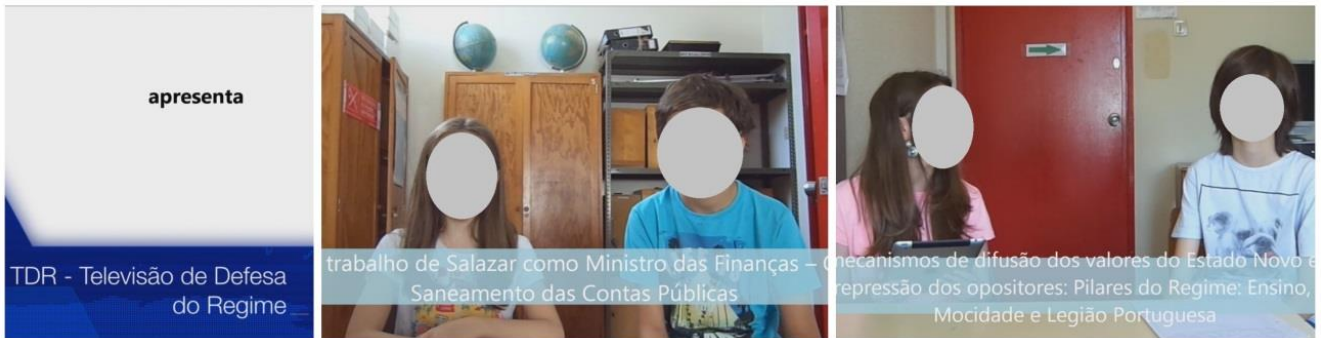 apresenta
TDR - Televisão de Defesa
do Regime
trabalho de Salazar como Ministro das Finanças –
Saneamento das Contas Públicas
mecanismos de difusão dos valores do Estado Novo e
repressão dos opositores: Pilares do Regime: Ensino,
Mocidade e Legião Portuguesa